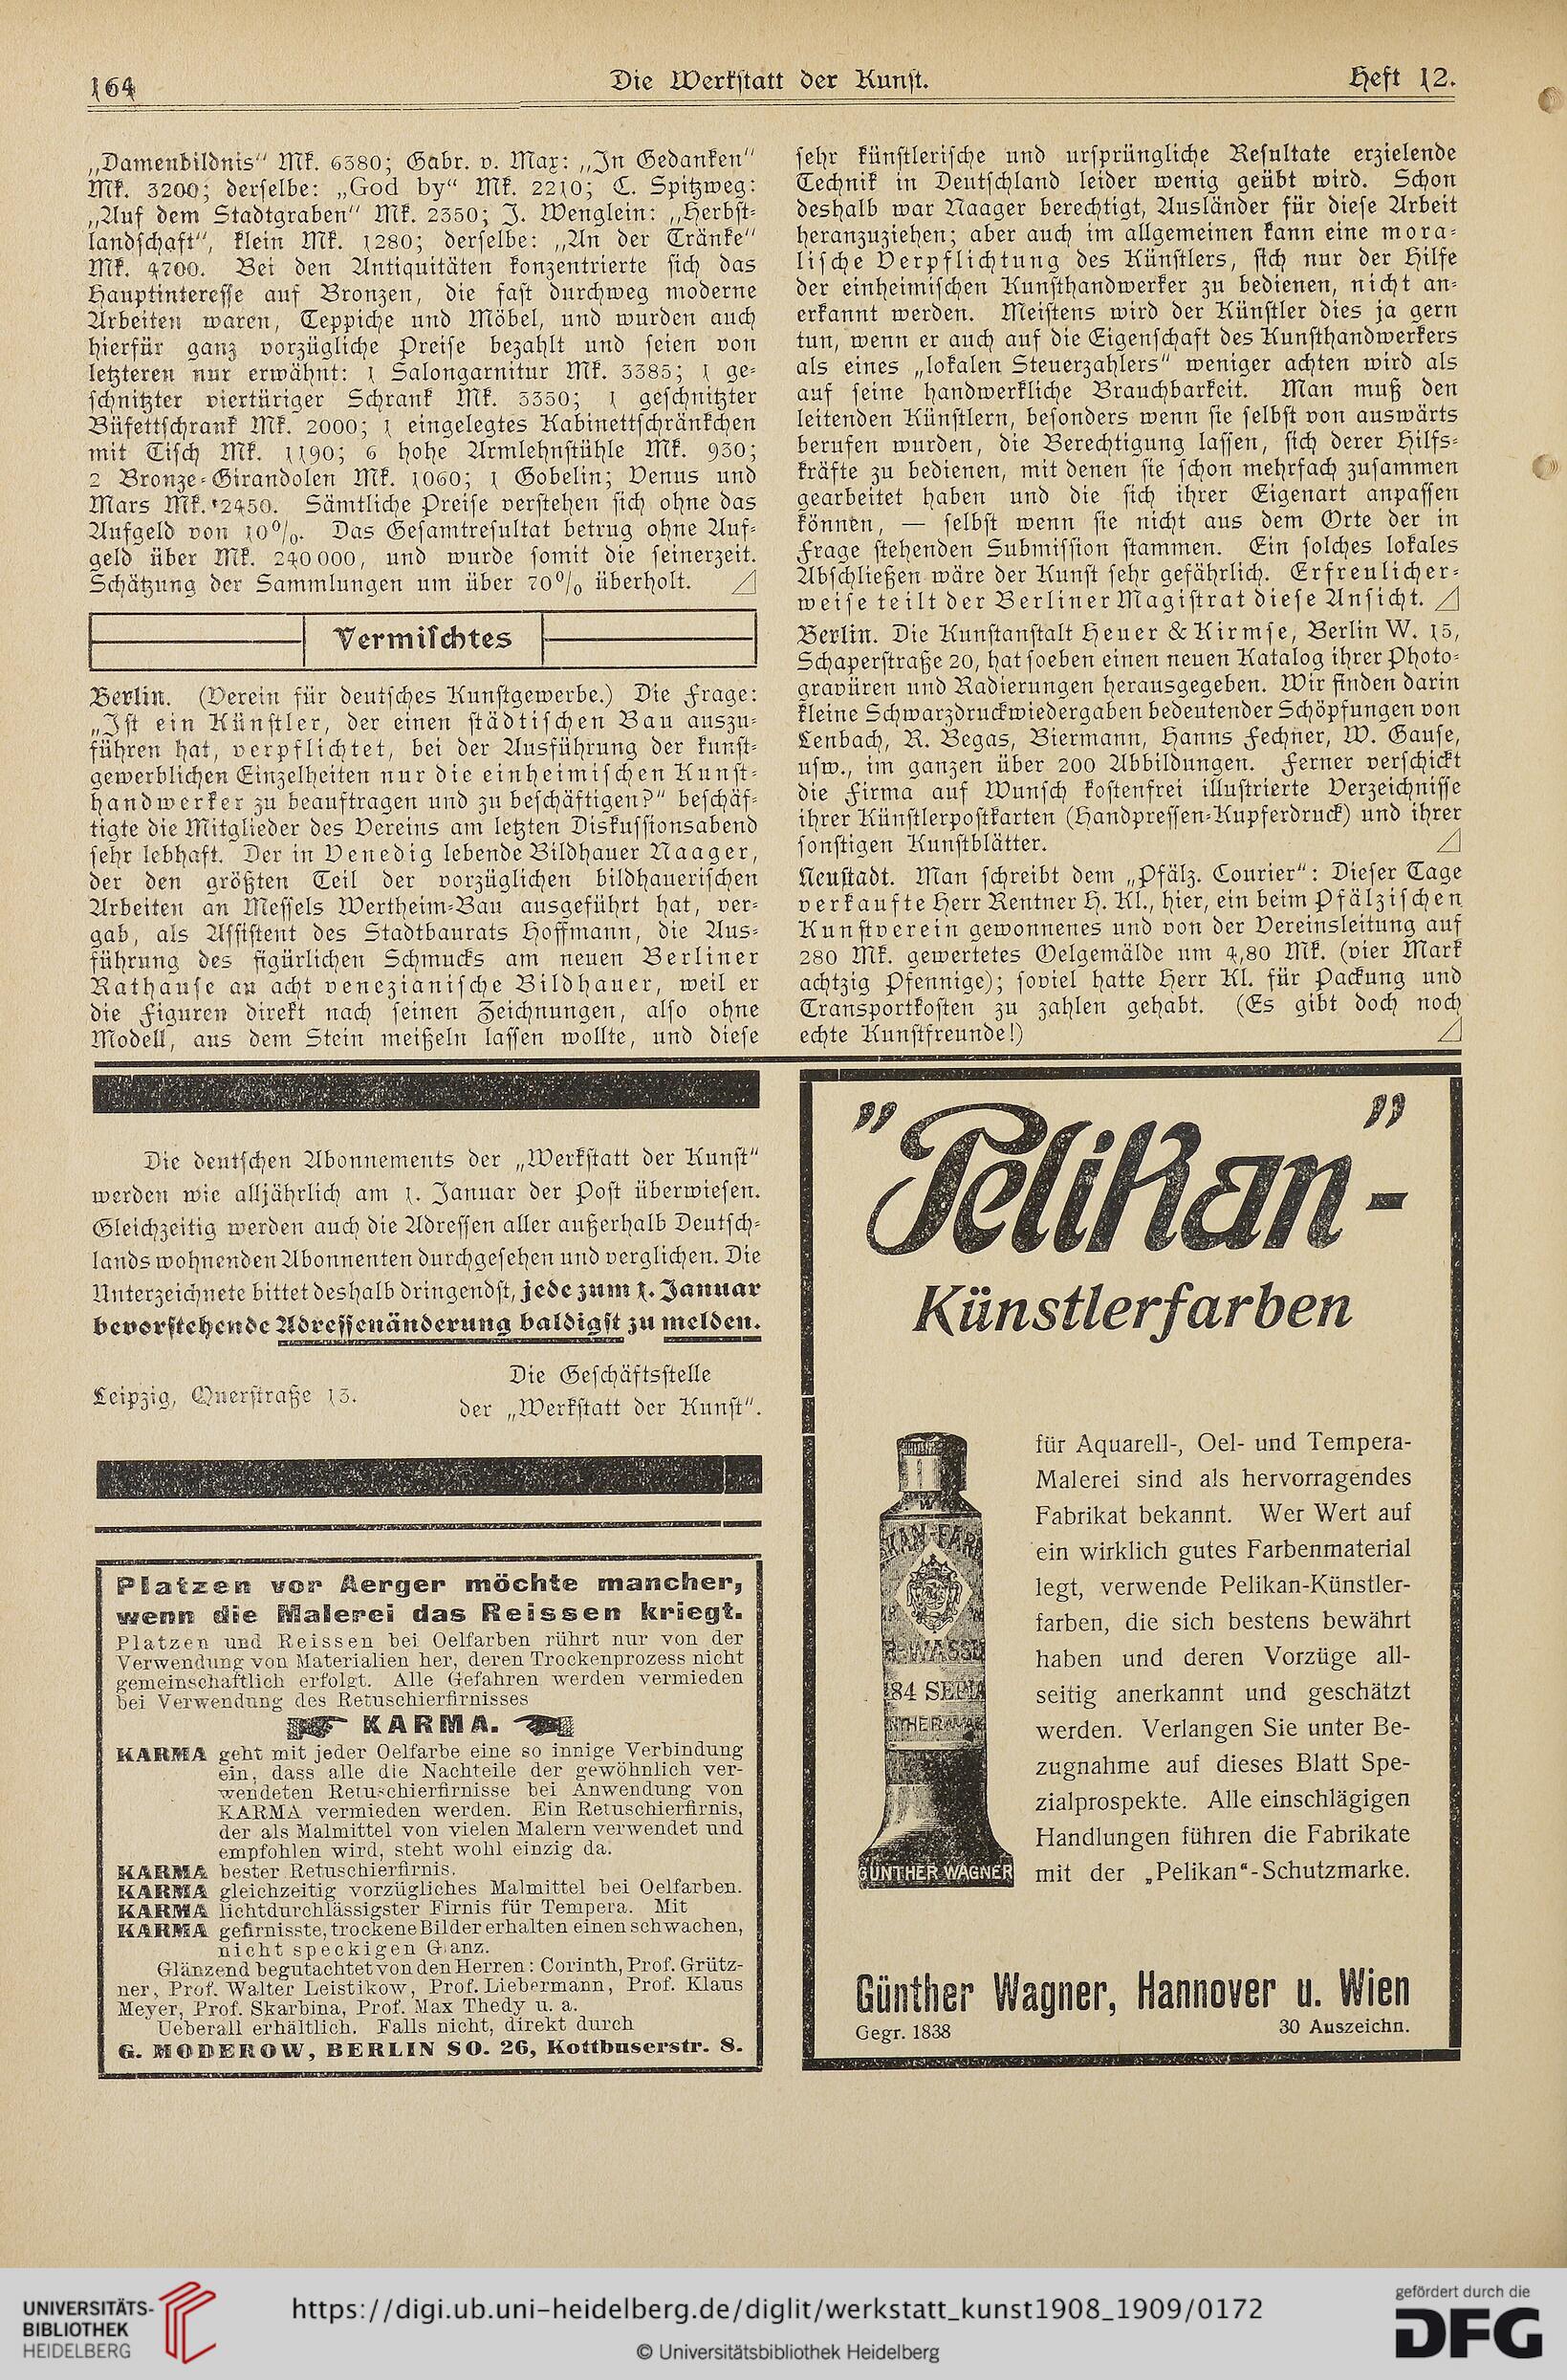 164
Die Werkstatt der Kunst.
Heft 12.
„Damenbildnis“ Mk. 6380; Gabr. v. Max: „In Gedanken“
Mk. 3200; derselbe: „God by“ Mk. 2210; C. Spitzweg:
„Auf dem Stadtgraben“ Mk. 2350; J. Wenglein: „Herbst-
landschaft“, klein Mk. 1280; derselbe: „An der Tränke“
Mk. 4700. Bei den Antiquitäten konzentrierte sich das
Hauptinteresse auf Bronzen, die fast durchweg moderne
Arbeiten waren, Teppiche und Möbel, und wurden auch
hierfür ganz vorzügliche Preise bezahlt und seien von
letzteren nur erwähnt: 1 Salongarnitur Mk. 3385; 1 ge-
schnitzter viertüriger Schrank Mk. 3350; 1 geschnitzter
Büfettschrank Mk. 2000; 1 eingelegtes Kabinettschränkchen
mit Tisch Mk. 1190; 6 hohe Armlehnstühle Mk. 930;
2 Bronze-Girandolen Mk. 1060; 1 Gobelin; Venus und
Mars Mk. 2450. Sämtliche Preise verstehen sich ohne das
Aufgeld von 10%. Das Gesamtresultat betrug ohne Auf-
geld über Mk. 240000, und wurde somit die seinerzeit.
Schätzung der Sammlungen um über 70% überholt.
Vermischtes
Berlin. (Verein für deutsches Kunstgewerbe.) Die Frage:
„Ist ein Künstler, der einen städtischen Bau auszu-
führen hat, verpflichtet, bei der Ausführung der kunst-
gewerblichen Einzelheiten nur die einheimischen Kunst-
handwerker zu beauftragen und zu beschäftigen?“ beschäf-
tigte die Mitglieder des Vereins am letzten Diskussionsabend
sehr lebhaft. Der in Venedig lebende Bildhauer Naager,
der den größten Teil der vorzüglichen bildhauerischen
Arbeiten an Messels Wertheim-Bau ausgeführt hat, ver-
gab, als Assistent des Stadtbaurats Hoffmann, die Aus-
führung des figürlichen Schmucks am neuen Berliner
Rathause an acht venezianische Bildhauer, weil er
die Figuren direkt nach seinen Zeichnungen, also ohne
Modell, aus dem Stein meißeln lassen wollte, und diese
sehr künstlerische und ursprüngliche Resultate erzielende
Technik in Deutschland leider wenig geübt wird. Schon
deshalb war Naager berechtigt, Ausländer für diese Arbeit
heranzuziehen; aber auch im allgemeinen kann eine mora-
lische Verpflichtung des Künstlers, sich nur der Hilfe
der einheimischen Kunsthandwerker zu bedienen, nicht an-
erkannt werden. Meistens wird der Künstler dies ja gern
tun, wenn er auch auf die Eigenschaft des Kunsthandwerkers
als eines „lokalen Steuerzahlers“ weniger achten wird als
auf seine handwerkliche Brauchbarkeit. Man muß den
leitenden Künstlern, besonders wenn sie selbst von auswärts
berufen wurden, die Berechtigung lassen, sich derer Hilfs-
kräfte zu bedienen, mit denen sie schon mehrfach zusammen
gearbeitet haben und die sich ihrer Eigenart anpassen
können, — selbst wenn sie nicht aus dem Orte der in
Frage stehenden Submission stammen. Ein solches lokales
Abschließen wäre der Kunst sehr gefährlich. Erfreulicher-
weise teilt der Berliner Magistrat diese Ansicht.
Berlin. Die Kunstanstalt Heuer & Kirmse, Berlin W. 15,
Schaperstraße 20, hat soeben einen neuen Katalog ihrer Photo-
gravüren und Radierungen herausgegeben. Wir finden darin
kleine Schwarzdruckwiedergaben bedeutender Schöpfungen von
Lenbach, R. Begas, Biermann, Hanns Fechner, W. Gause,
usw., im ganzen über 200 Abbildungen. Ferner verschickt
die Firma auf Wunsch kostenfrei illustrierte Verzeichnisse
ihrer Künstlerpostkarten (Handpressen-Kupferdruck) und ihrer
sonstigen Kunstblätter.
Neustadt. Man schreibt dem „Pfälz. Courier“: Dieser Tage
verkaufte Herr Rentner H. Kl., hier, ein beim Pfälzischen
Kunstverein gewonnenes und von der Vereinsleitung auf
280 Mk. gewertetes Oelgemälde um 4,80 Mk. (vier Mark
achtzig Pfennige); soviel hatte Herr Kl. für Packung und
Transportkosten zu zahlen gehabt. (Es gibt doch noch
echte Kunstfreunde!)
Die deutschen Abonnements der „Werkstatt der Kunst“
werden wie alljährlich am 1. Januar der Post überwiesen.
Gleichzeitig werden auch die Adressen aller außerhalb Deutsch-
lands wohnenden Abonnenten durchgesehen und verglichen. Die
Unterzeichnete bittet deshalb dringendst, jede zum 1. Januar
bevorstehende Adressenänderung baldigst zu melden.
Leipzig, Querstraße 13.
Die Geschäftsstelle
der „Werkstatt der Kunst“.
Platzen vor Aerger möchte mancher,
wenn die Malerei das Reissen kriegt.
Platzen und Reissen bei Oelfarben rührt nur von der
Verwendung von Materialien her, deren Trockenprozess nicht
gemeinschaftlich erfolgt. Alle Gefahren werden vermieden
bei Verwendung des Retuschierfirnisses
KARMA.
KARMA geht mit jeder Oelfarbe eine so innige Verbindung
ein, dass alle die Nachteile der gewöhnlich ver-
wendeten Retuschierfirnisse bei Anwendung von
KARMA vermieden werden. Ein Retuschierfirnis,
der als Malmittel von vielen Malern verwendet und
empfohlen wird, steht wohl einzig da.
KARMA bester Retuschierfirnis.
KARMA gleichzeitig vorzügliches Malmittel bei Oelfarben.
KARMA lichtdurchlässigster Firnis für Tempera. Mit
KARMA gefirnisste, trockene Bilder erhalten einen schwachen,
nicht speckigen Glanz.
Glänzend begutachtet von den Herren: Corinth, Prof. Grütz-
ner, Prof. Walter Leistikow, Prof. Liebermann, Prof. Klaus
Meyer, Prof. Skarbina, Prof. Max Thedy u. a.
Ueberall erhältlich. Falls nicht, direkt durch
G. MODEROW, BERLIN SO. 26, Kottbuserstr. 8.
"Pelikan"-
Künstlerfarben
für Aquarell-, Oel- und Tempera-
Malerei sind als hervorragendes
Fabrikat bekannt. Wer Wert auf
ein wirklich gutes Farbenmaterial
legt, verwende Pelikan-Künstler-
farben, die sich bestens bewährt
haben und deren Vorzüge all-
seitig anerkannt und geschätzt
werden. Verlangen Sie unter Be-
zugnahme auf dieses Blatt Spe-
zialprospekte. Alle einschlägigen
Handlungen führen die Fabrikate
mit der „Pelikan“-Schutzmarke.
84 SEPIA
GÜNTHER WAGNER
Günther Wagner, Hannover u. Wien
Gegr. 1838
30 Auszeichn.
UNIVERSITÄTS-
BIBLIOTHEK
HEIDELBERG
https://digi.ub.uni-heidelberg.de/diglit/werkstatt_kunst1908_1909/0172
© Universitätsbibliothek Heidelberg
gefördert durch die
DFG